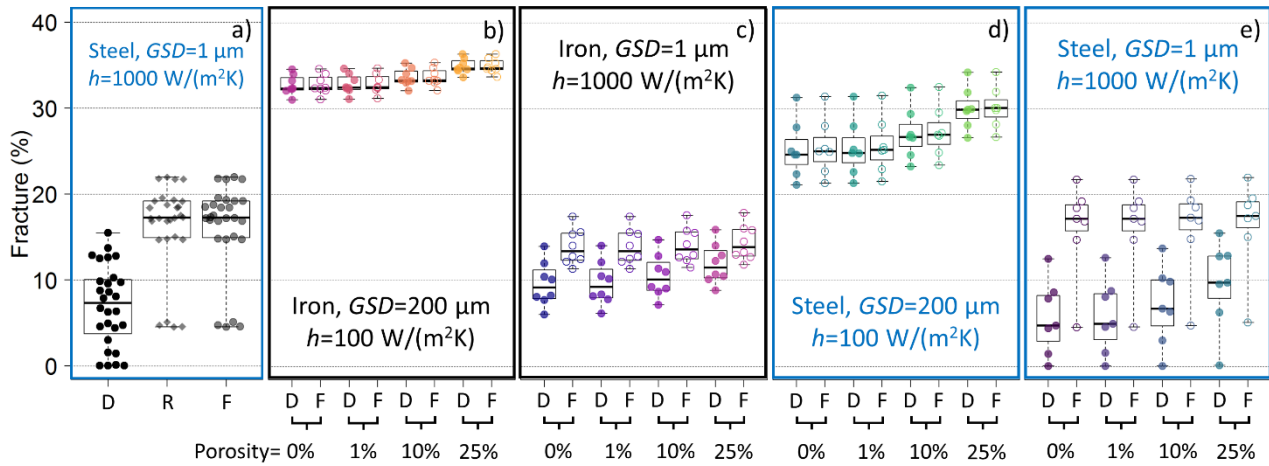 a)
Steel, GSD=1 μm
h=1000 W/(m²K)
b)
Iron, GSD=200 μm
h=100 W/(m²K)
c)
Iron, GSD=1 μm
h=1000 W/(m²K)
d)
Steel, GSD=200 μm
h=100 W/(m²K)
e)
Steel, GSD=1 μm
h=1000 W/(m²K)
Fracture (%)
40
30
20
10
0
D R F
D F D F D F D F
D F D F D F D F
D F D F D F D F
D F D F D F D F
Porosity= 0% 1% 10% 25% 0% 1% 10% 25% 0% 1% 10% 25% 0% 1% 10% 25%